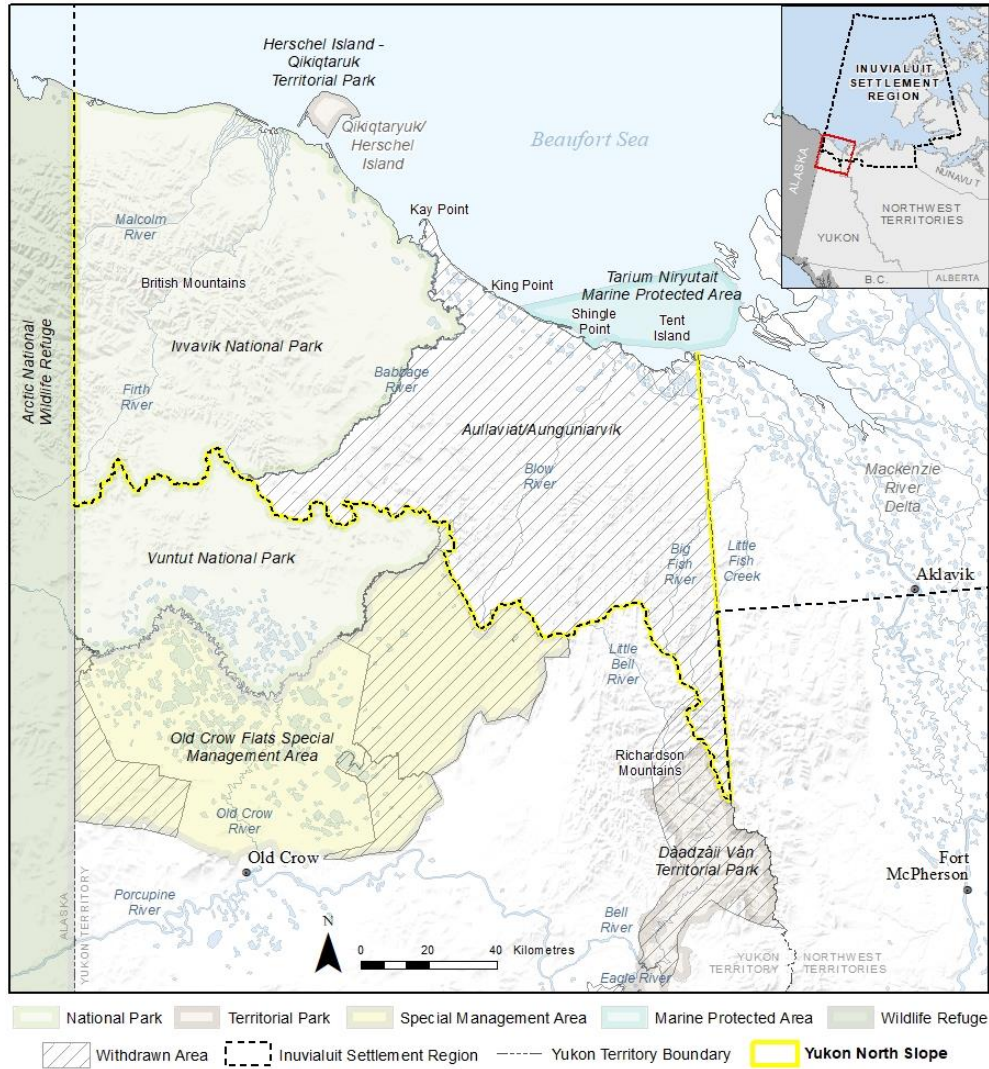 Herschel Island -
Qikiqtaruk
Territorial Park
Qikiqtaryuk/
Herschel
Island
Beaufort Sea
INUVIALUIT
SETTLEMENT
REGION
ALASKA
NUNAVUT
NORTHWEST
TERRITORIES
YUKON
B.C.
ALBERTA
Malcolm
River
Kay Point
British Mountains
King Point
Tarium Niryutait
Marine Protected Area
Shingle
Point
Tent
Island
Ivvavik National Park
Arctic National
Wildlife Refuge
Firth
River
Babbage
River
Aullaviat/Aunguniarvik
Blow
River
Mackenzie
River
Delta
Vuntut National Park
Big
Fish
River
Little
Fish
Creek
Aklavik
Little
Bell
River
Old Crow Flats Special
Management Area
Richardson
Mountains
Old Crow
River
Old Crow
Dàadzàii Vàn
Territorial Park
Fort
McPherson
Porcupine
River
ALASKA
YUKON TERRITORY
N
0 20 40 Kilometres
Bell
River
Eagle River
YUKON
TERRITORY
NORTHWEST
TERRITORIES
National Park
Territorial Park
Special Management Area
Marine Protected Area
Wildlife Refuge
Withdrawn Area
Inuvialuit Settlement Region
Yukon Territory Boundary
Yukon North Slope